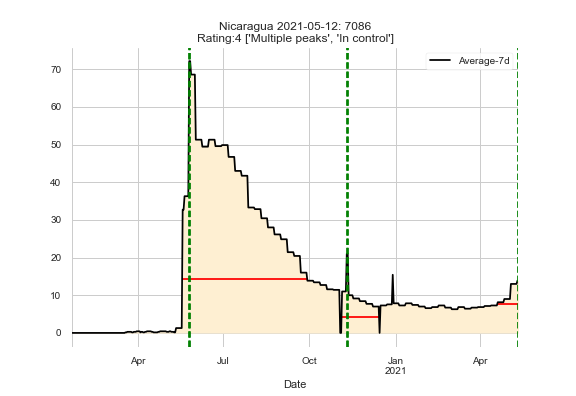 Nicaragua 2021-05-12: 7086
Rating:4 ['Multiple peaks', 'In control']
Average-7d
70
60
50
40
30
20
10
0
Apr
Jul
Oct
Jan
2021
Apr
Date